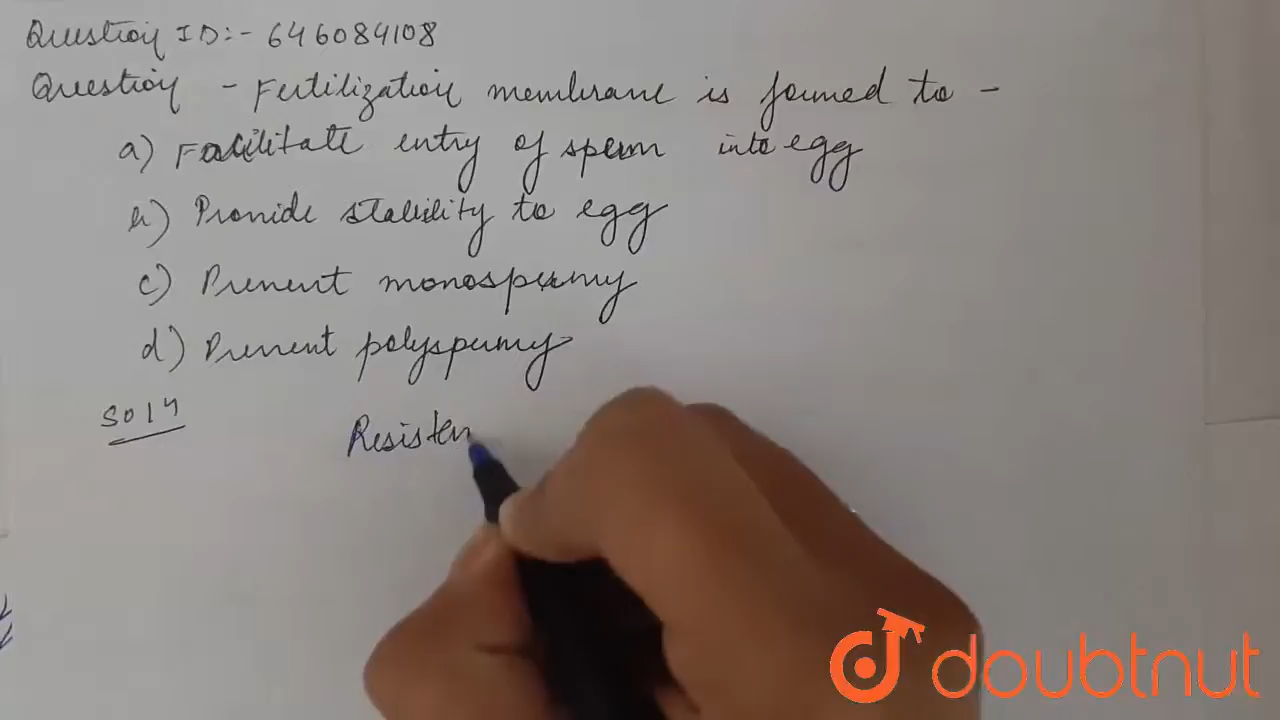 Question ID:- 646084108
Question - Fertilization membrane is formed to -
a) Facilitate entry of sperm into egg
b) Provide stability to egg
c) Prevent monospermy
d) Prevent polyspermy
Soln
Resisten
doubtnut